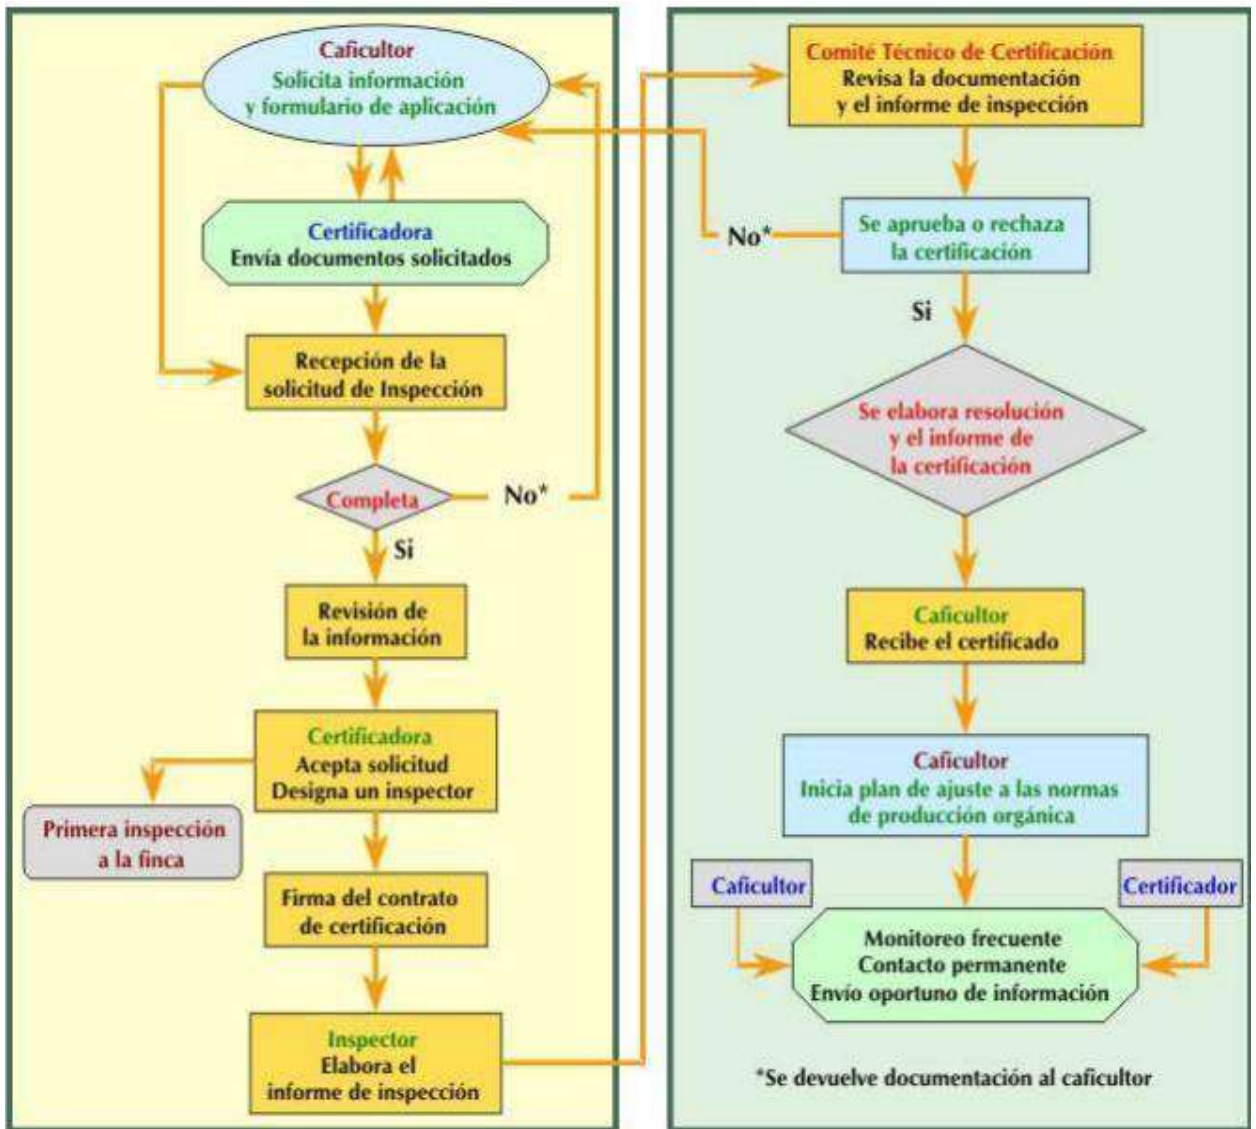 Caficultor
Solicita información
y formulario de aplicación
Certificadora
Envía documentos solicitados
Recepción de la
solicitud de Inspección
Completa
No*
Si
Revisión de
la información
Certificadora
Acepta solicitud
Designa un inspector
Primera inspección
a la finca
Firma del contrato
de certificación
Inspector
Elabora el
informe de inspección
Comité Técnico de Certificación
Revisa la documentación
y el informe de inspección
Se aprueba o rechaza
la certificación
No*
Si
Se elabora resolución
y el informe de
la certificación
Caficultor
Recibe el certificado
Caficultor
Inicia plan de ajuste a las normas
de producción orgánica
Caficultor
Certificador
Monitoreo frecuente
Contacto permanente
Envío oportuno de información
*Se devuelve documentación al caficultor